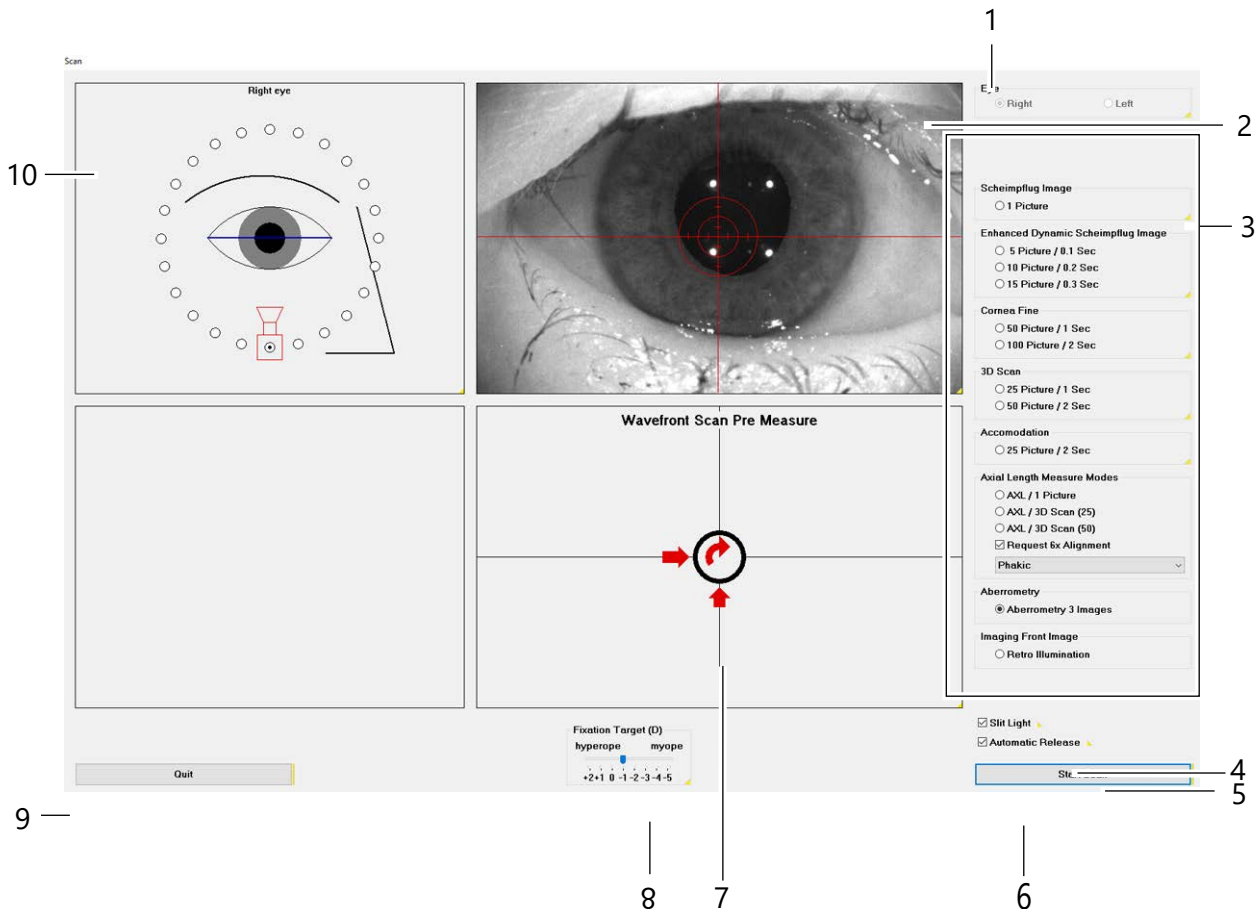 1
Scan
Right eye
Eye
Right Left
2
10
3
Scheimpflug Image
1 Picture
Enhanced Dynamic Scheimpflug Image
5 Picture / 0.1 Sec
10 Picture / 0.2 Sec
15 Picture / 0.3 Sec
Cornea Fine
50 Picture / 1 Sec
100 Picture / 2 Sec
3D Scan
25 Picture / 1 Sec
50 Picture / 2 Sec
Wavefront Scan Pre Measure
Accomodation
25 Picture / 2 Sec
Axial Length Measure Modes
AXL / 1 Picture
AXL / 3D Scan (25)
AXL / 3D Scan (50)
Request 6x Alignment
Phakic
Aberrometry
Aberrometry 3 Images
Imaging Front Image
Retro Illumination
Slit Light
Automatic Release
Fixation Target (D)
hyperope myope
+2+1 0 -1 -2 -3 -4 -5
Quit
4
5
9
8
7
6